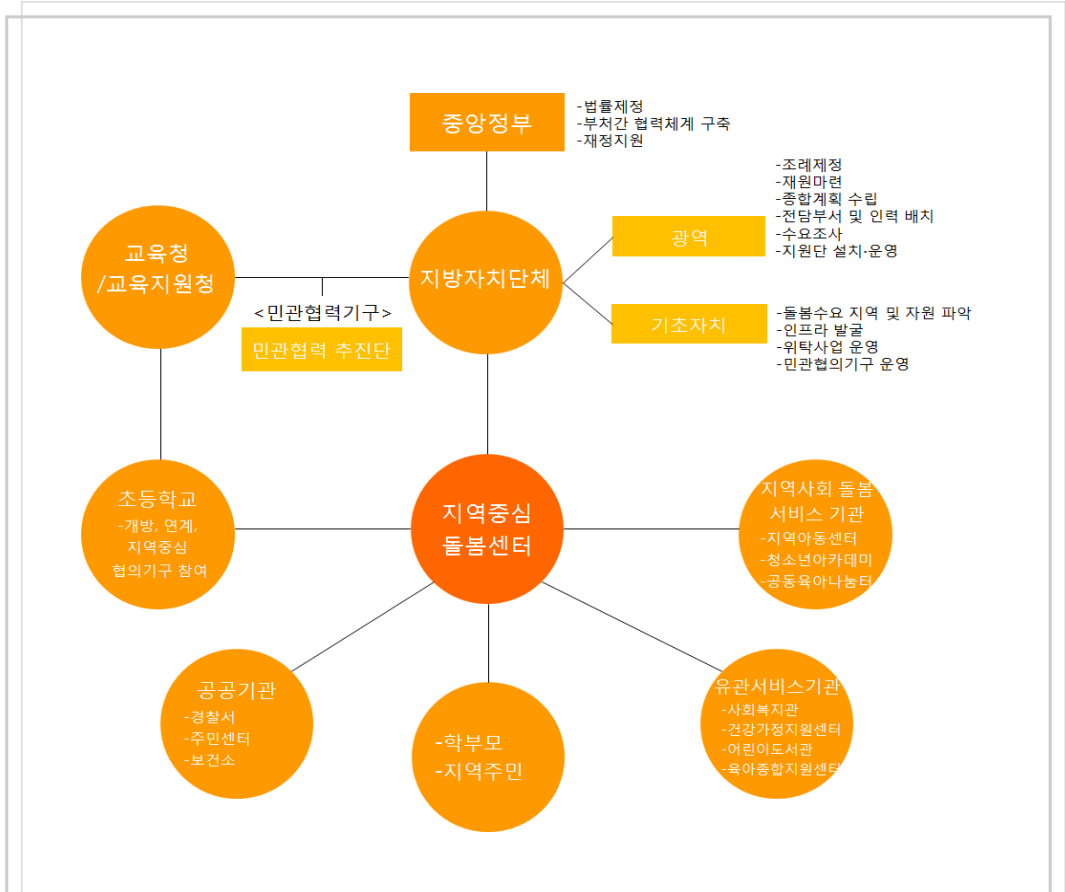 중앙정부
-법률제정
-부처간 협력체계 구축
-재정지원
-조례제정
-재원마련
-종합계획 수립
-전담부서 및 인력 배치
-수요조사
-지원단 설치·운영
광역
교육청
/교육지원청
지방자치단체
<민관협력기구>
민관협력 추진단
기초자치
-돌봄수요 지역 및 자원 파악
-인프라 발굴
-위탁사업 운영
-민관협의기구 운영
초등학교
-개방, 연계,
지역중심
협의기구 참여
지역중심
돌봄센터
지역사회 돌봄
서비스 기관
-지역아동센터
-청소년아카데미
-공동육아나눔터
공공기관
-경찰서
-주민센터
-보건소
-학부모
-지역주민
유관서비스기관
-사회복지관
-건강가정지원센터
-어린이도서관
-육아종합지원센터